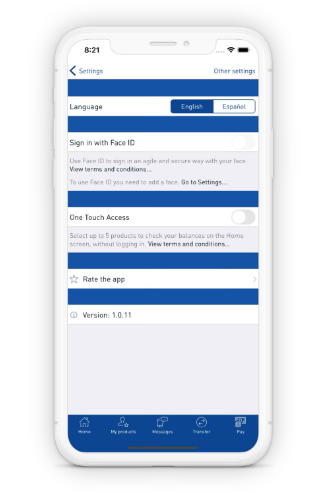 8:21
Settings
Other settings
Language
English
Español
Sign in with Face ID
Use Face ID to sign in an agile and secure way with your face.
View terms and conditions...
To use Face ID you need to add a face. Go to Settings...
One Touch Access
Select up to 5 products to check your balances on the Home
screen, without logging in. View terms and conditions...
Rate the app
Version: 1.0.11
Home
My products
Messages
Transfer
Pay